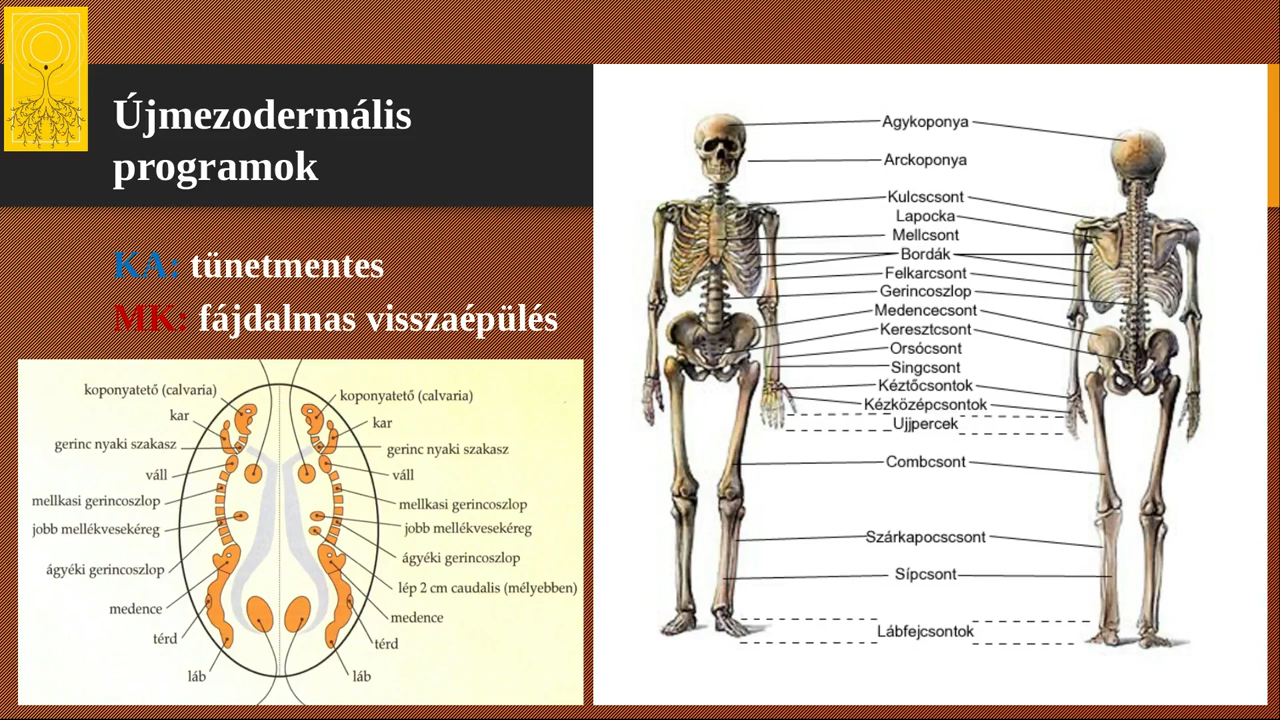 Újmezodermális
programok
KA: tünetmentes
MK: fájdalmas visszaépülés
koponyatető (calvaria)
kar
gerinc nyaki szakasz
váll
mellkasi gerincoszlop
jobb mellékvesekéreg
ágyéki gerincoszlop
medence
térd
láb
koponyatető (calvaria)
kar
gerinc nyaki szakasz
váll
mellkasi gerincoszlop
jobb mellékvesekéreg
ágyéki gerincoszlop
lép 2 cm caudalis (mélyebben)
medence
térd
láb
Agykoponya
Arckoponya
Kulcscsont
Lapocka
Mellcsont
Bordák
Felkarcsont
Gerincoszlop
Medencecsont
Keresztcsont
Orsócsont
Singcsont
Kéztőcsontok
Kézközépcsontok
Ujjpercek
Combcsont
Szárkapocscsont
Sípcsont
Lábfejcsontok